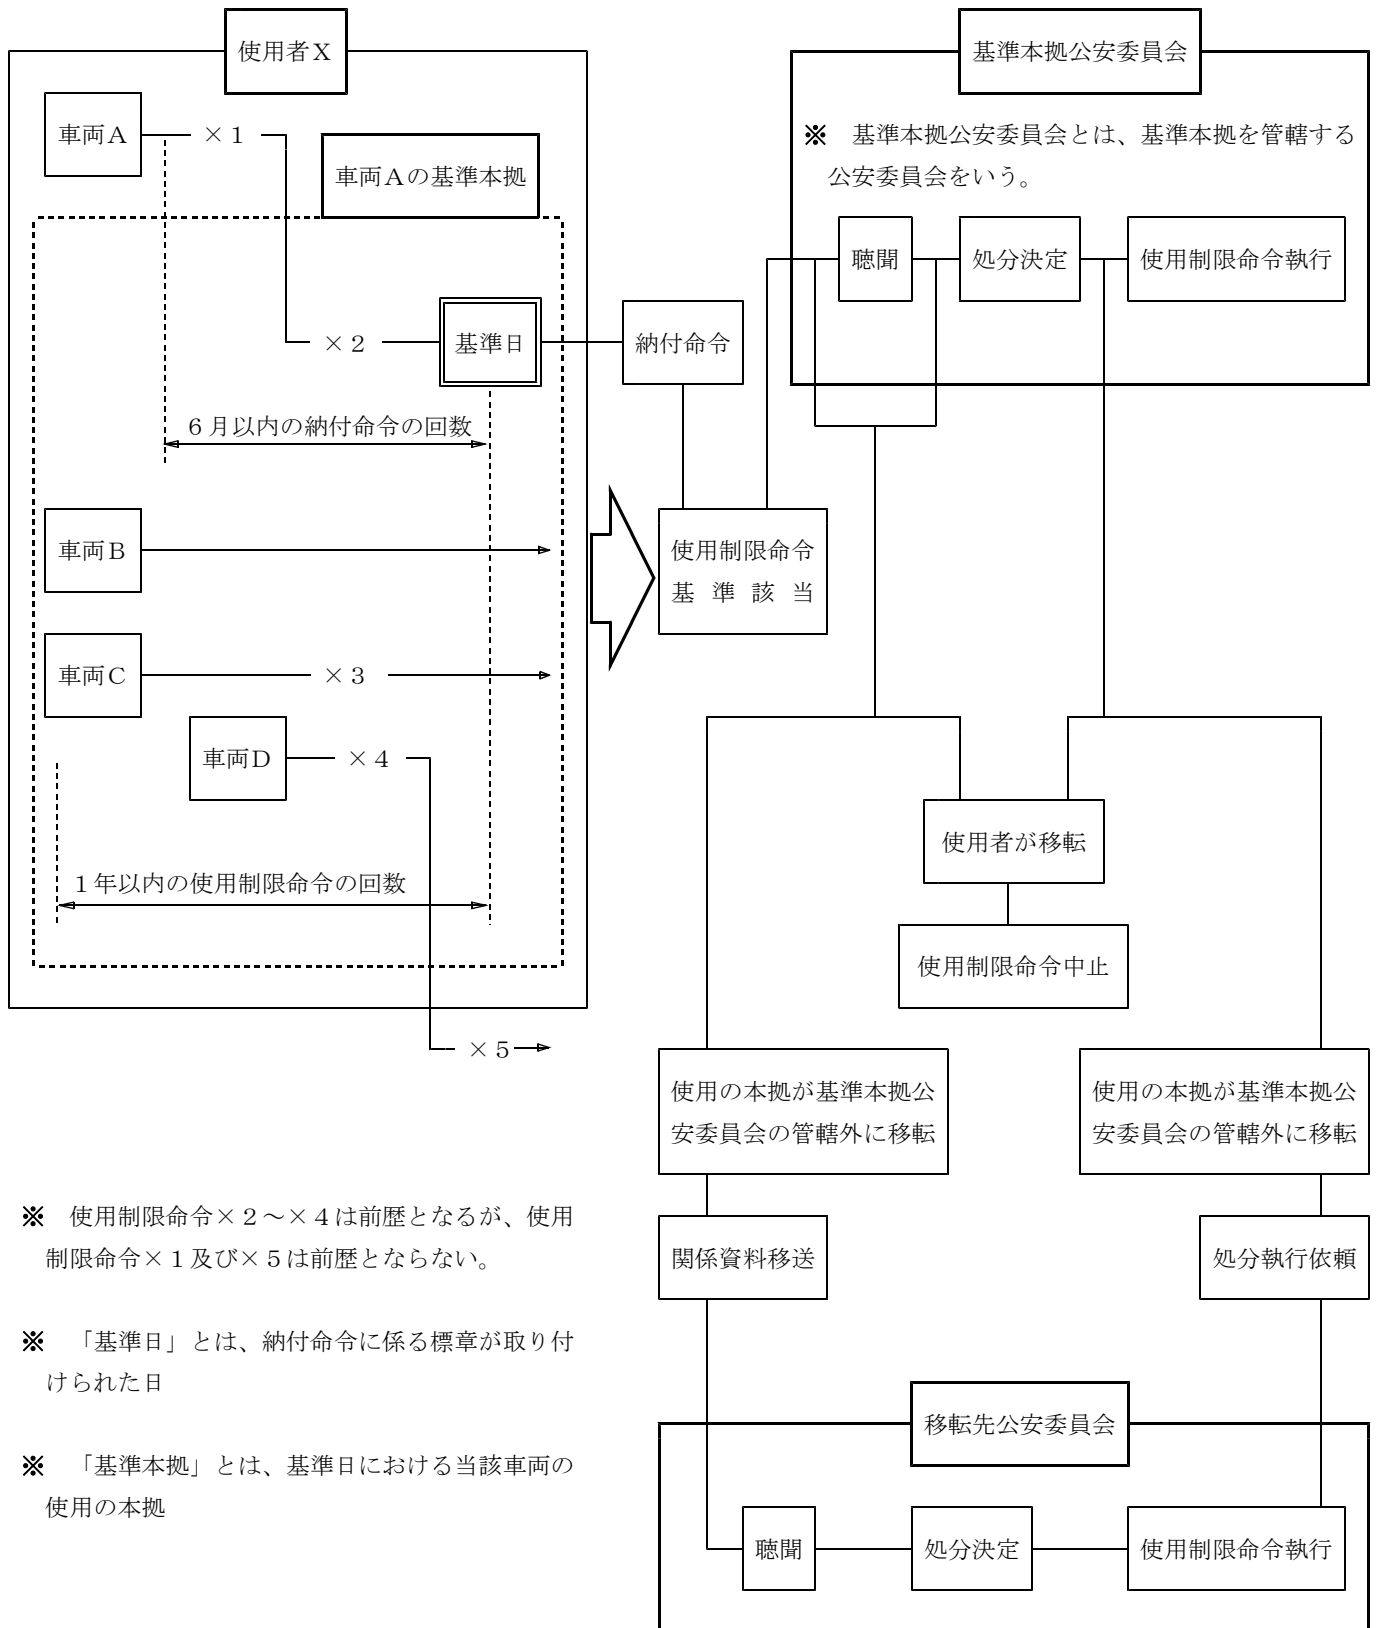 使用者Ｘ
車両Ａ
×１
車両Ａの基準本拠
×２
基準日
納付命令
６月以内の納付命令の回数
車両Ｂ
車両Ｃ
×３
車両Ｄ
×４
１年以内の使用制限命令の回数
×５
使用制限命令
基準該当
基準本拠公安委員会
※　基準本拠公安委員会とは、基準本拠を管轄する
公安委員会をいう。
聴聞
処分決定
使用制限命令執行
使用者が移転
使用制限命令中止
使用の本拠が基準本拠公
安委員会の管轄外に移転
使用の本拠が基準本拠公
安委員会の管轄外に移転
関係資料移送
処分執行依頼
移転先公安委員会
聴聞
処分決定
使用制限命令執行
※　使用制限命令×２～×４は前歴となるが、使用
制限命令×１及び×５は前歴とならない。
※　「基準日」とは、納付命令に係る標章が取り付
けられた日
※　「基準本拠」とは、基準日における当該車両の
使用の本拠